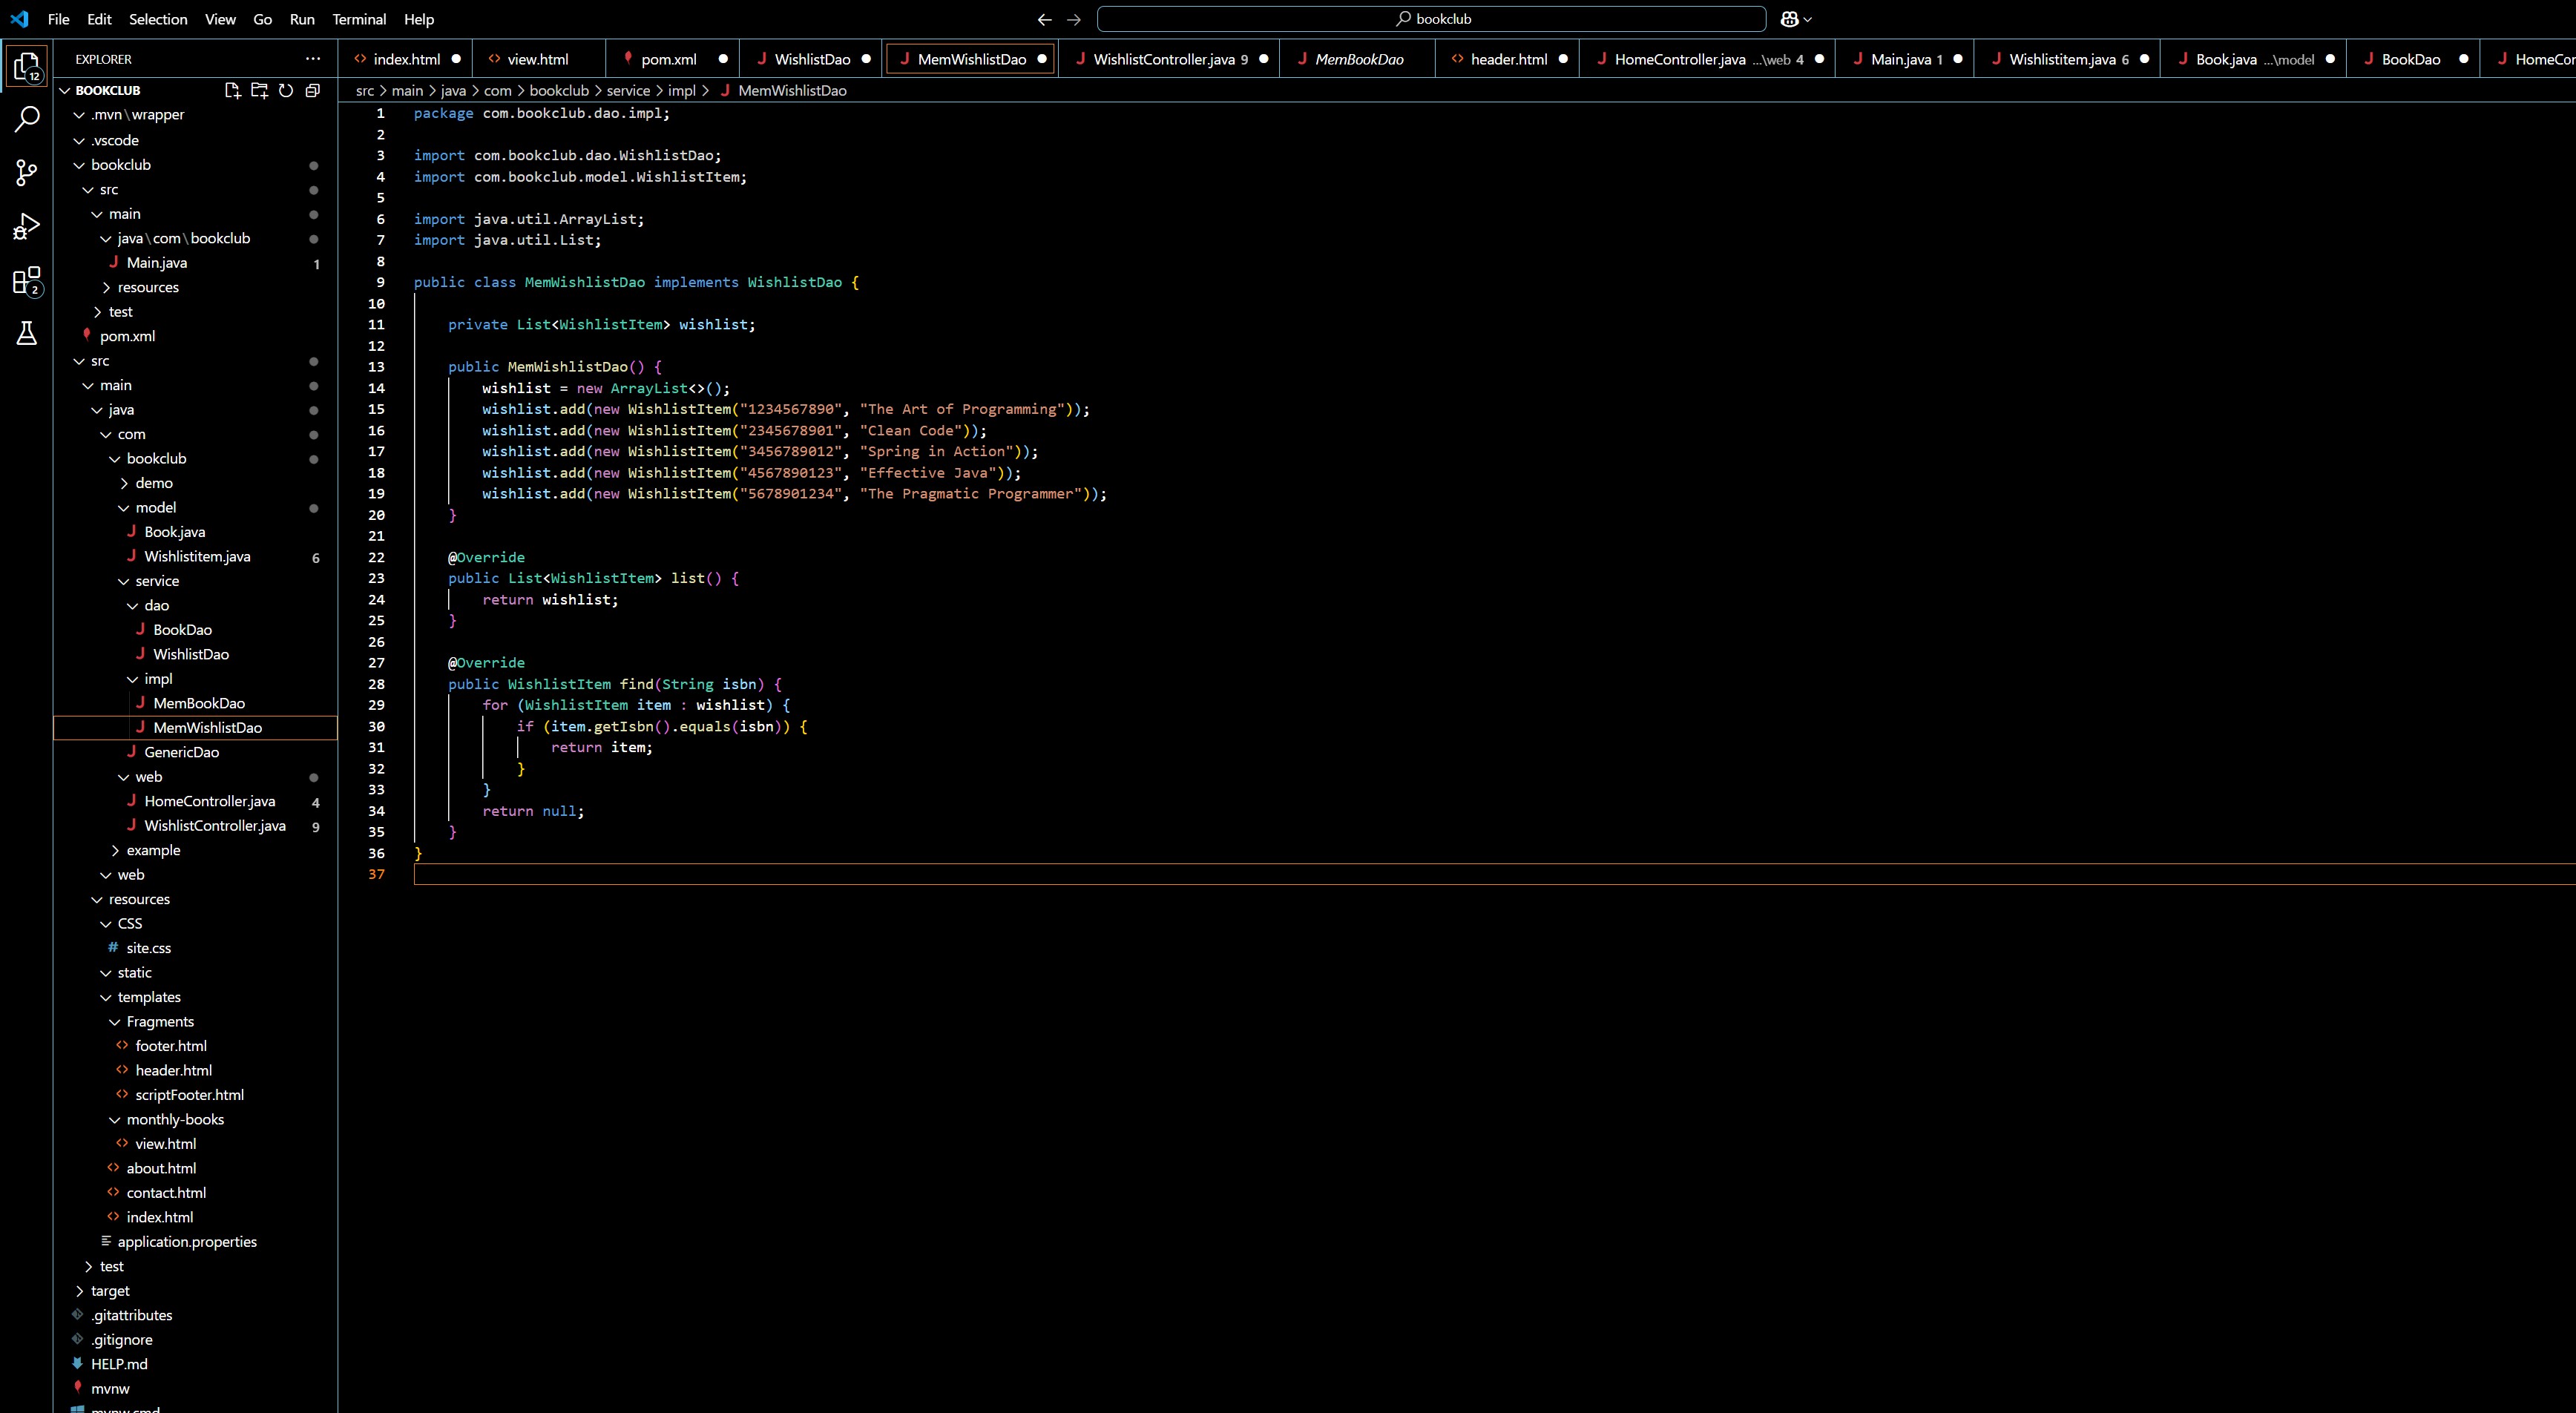 File Edit Selection View Go Run Terminal Help
bookclub
12
2
EXPLORER
BOOKCLUB
.mvn\wrapper
.vscode
bookclub
src
main
java\com\bookclub
Main.java 1
resources
test
pom.xml
src
main
java
com
bookclub
demo
model
Book.java
Wishlistitem.java 6
service
dao
BookDao
WishlistDao
impl
MemBookDao
MemWishlistDao
GenericDao
web
HomeController.java 4
WishlistController.java 9
example
web
resources
CSS
site.css
static
templates
Fragments
footer.html
header.html
scriptFooter.html
monthly-books
view.html
about.html
contact.html
index.html
application.properties
test
target
.gitattributes
.gitignore
HELP.md
mvnw
mvnw.cmd
index.html view.html pom.xml WishlistDao MemWishlistDao WishlistController.java 9 MemBookDao header.html HomeController.java ...\web 4 Main.java 1 Wishlistitem.java 6 Book.java ...\model BookDao HomeCor
src > main > java > com > bookclub > service > impl > MemWishlistDao
1 package com.bookclub.dao.impl;
2
3 import com.bookclub.dao.WishlistDao;
4 import com.bookclub.model.WishlistItem;
5
6 import java.util.ArrayList;
7 import java.util.List;
8
9 public class MemWishlistDao implements WishlistDao {
10
11 private List<WishlistItem> wishlist;
12
13 public MemWishlistDao() {
14 wishlist = new ArrayList<>();
15 wishlist.add(new WishlistItem("1234567890", "The Art of Programming"));
16 wishlist.add(new WishlistItem("2345678901", "Clean Code"));
17 wishlist.add(new WishlistItem("3456789012", "Spring in Action"));
18 wishlist.add(new WishlistItem("4567890123", "Effective Java"));
19 wishlist.add(new WishlistItem("5678901234", "The Pragmatic Programmer"));
20 }
21
22 @Override
23 public List<WishlistItem> list() {
24 return wishlist;
25 }
26
27 @Override
28 public WishlistItem find(String isbn) {
29 for (WishlistItem item : wishlist) {
30 if (item.getIsbn().equals(isbn)) {
31 return item;
32 }
33 }
34 return null;
35 }
36 }
37